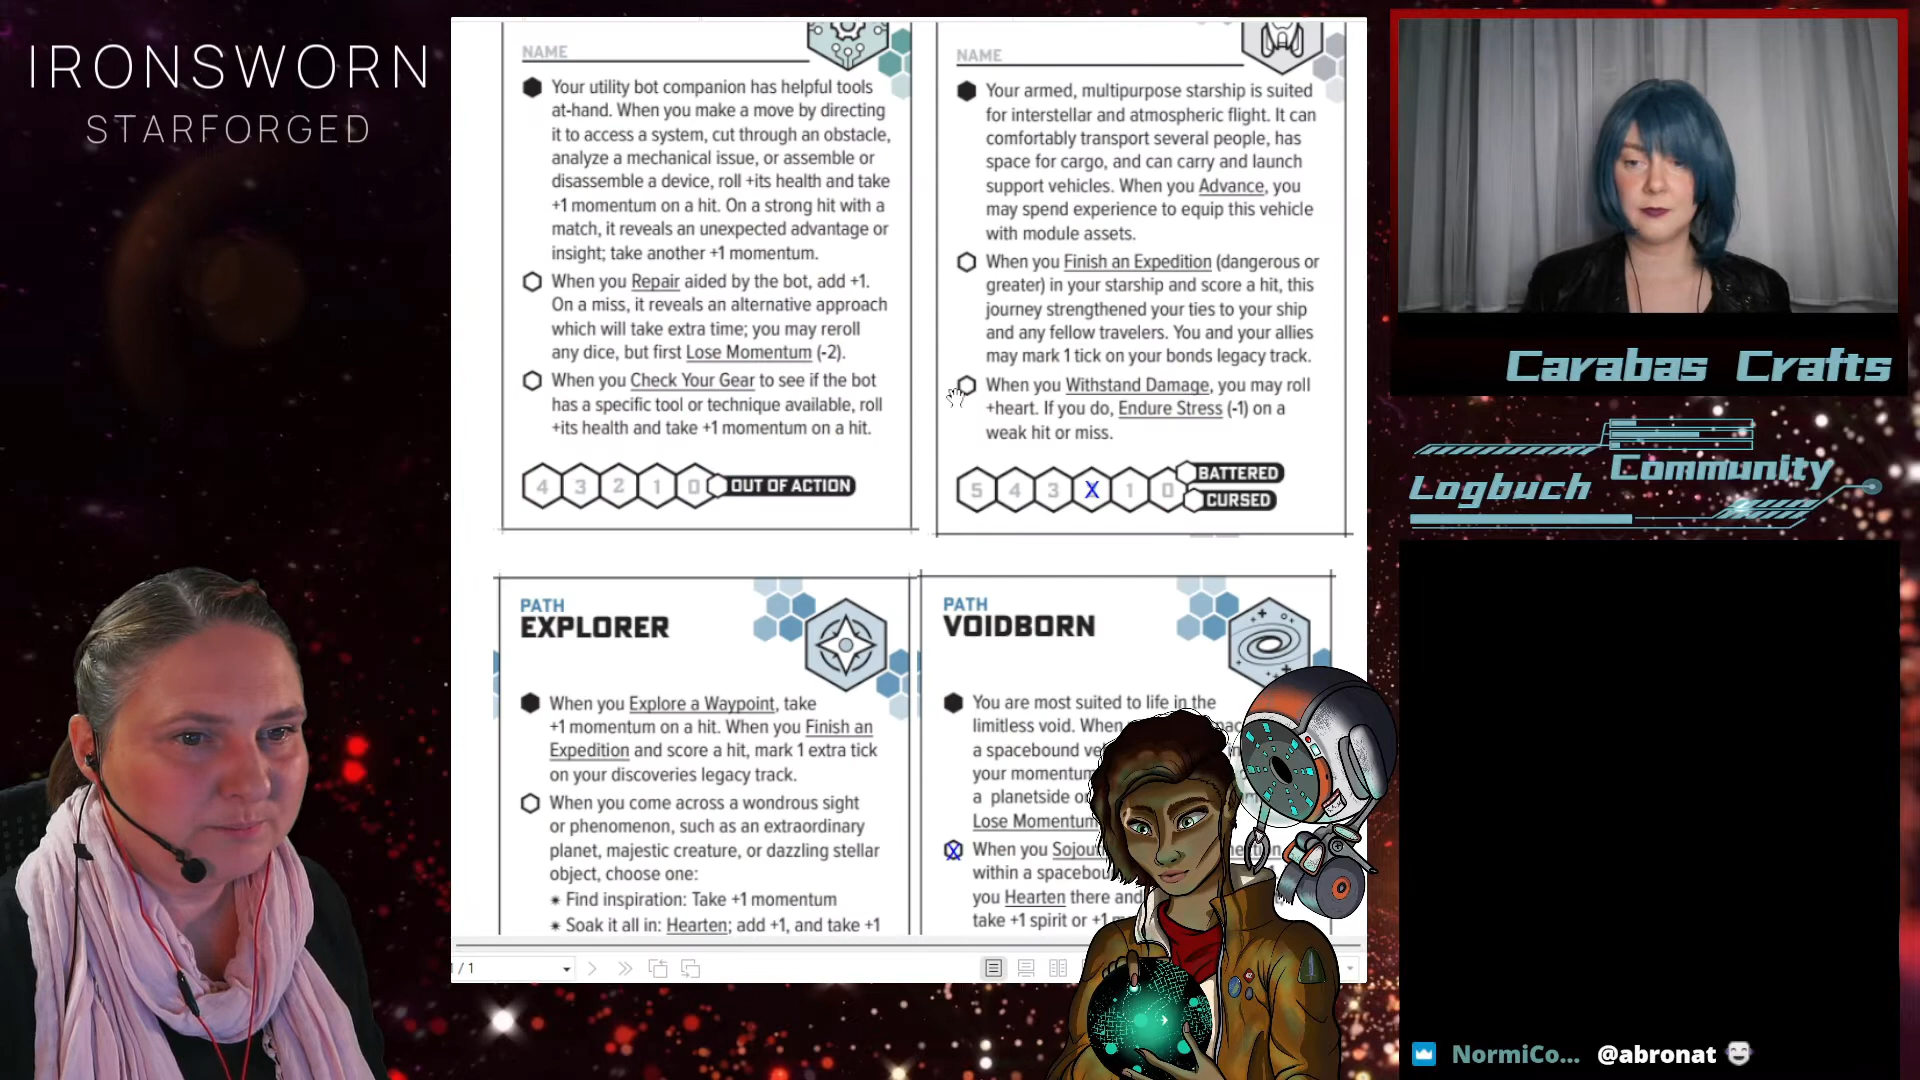 IRONSWORN
STARFORGED
NAME
Your utility bot companion has helpful tools
at-hand. When you make a move by directing
it to access a system, cut through an obstacle,
analyze a mechanical issue, or assemble or
disassemble a device, roll +its health and take
+1 momentum on a hit. On a strong hit with a
match, it reveals an unexpected advantage or
insight; take another +1 momentum.
When you Repair aided by the bot, add +1.
On a miss, it reveals an alternative approach
which will take extra time; you may reroll
any dice, but first Lose Momentum (-2).
When you Check Your Gear to see if the bot
has a specific tool or technique available, roll
+its health and take +1 momentum on a hit.
4 3 2 1 0 OUT OF ACTION
NAME
Your armed, multipurpose starship is suited
for interstellar and atmospheric flight. It can
comfortably transport several people, has
space for cargo, and can carry and launch
support vehicles. When you Advance, you
may spend experience to equip this vehicle
with module assets.
When you Finish an Expedition (dangerous or
greater) in your starship and score a hit, this
journey strengthened your ties to your ship
and any fellow travelers. You and your allies
may mark 1 tick on your bonds legacy track.
When you Withstand Damage, you may roll
+heart. If you do, Endure Stress (-1) on a
weak hit or miss.
5 4 3 X 1 0 BATTERED
CURSED
PATH
EXPLORER
When you Explore a Waypoint, take
+1 momentum on a hit. When you Finish an
Expedition and score a hit, mark 1 extra tick
on your discoveries legacy track.
When you come across a wondrous sight
or phenomenon, such as an extraordinary
planet, majestic creature, or dazzling stellar
object, choose one:
* Find inspiration: Take +1 momentum
* Soak it all in: Hearten; add +1, and take +1
PATH
VOIDBORN
You are most suited to life in the
limitless void. When
a spacebound
your momentum
a planetside
Lose Momentum
X When you
within a
you Hearten there and
take +1 spirit or +1
/ 1
Carabas Crafts
Logbuch Community
NormiCo... @abronat